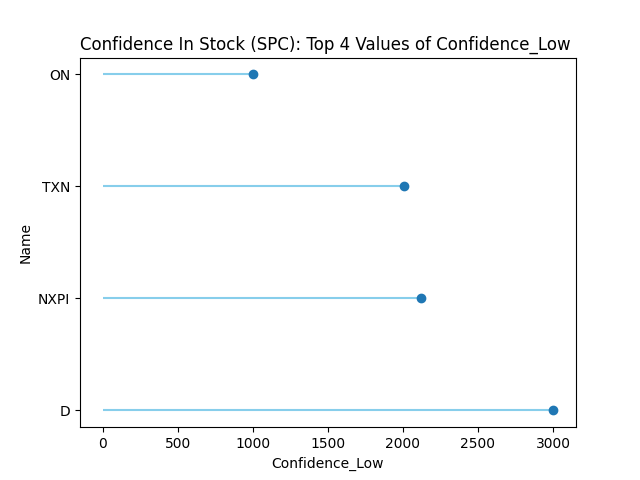 Confidence In Stock (SPC): Top 4 Values of Confidence_Low
ON
TXN
NXPI
D
Name
0 500 1000 1500 2000 2500 3000
Confidence_Low